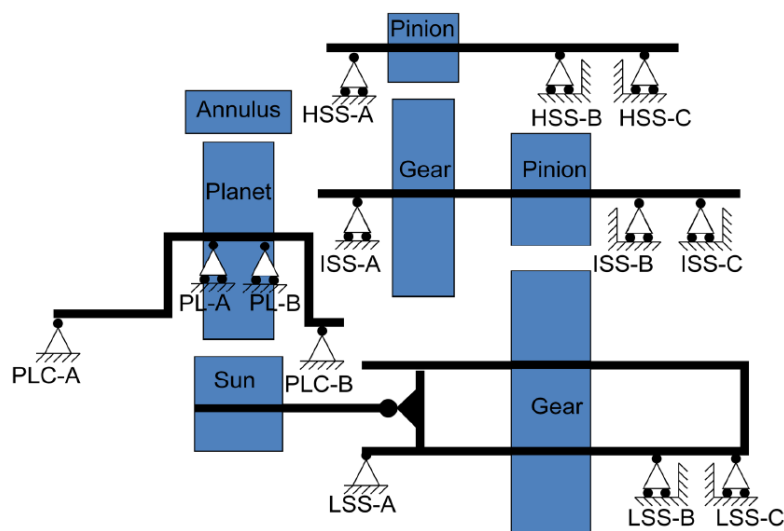 Pinion
HSS-A
HSS-B
HSS-C
Annulus
Gear
Pinion
Planet
ISS-A
ISS-B
ISS-C
PL-A
PL-B
PLC-A
PLC-B
Sun
Gear
LSS-A
LSS-B
LSS-C